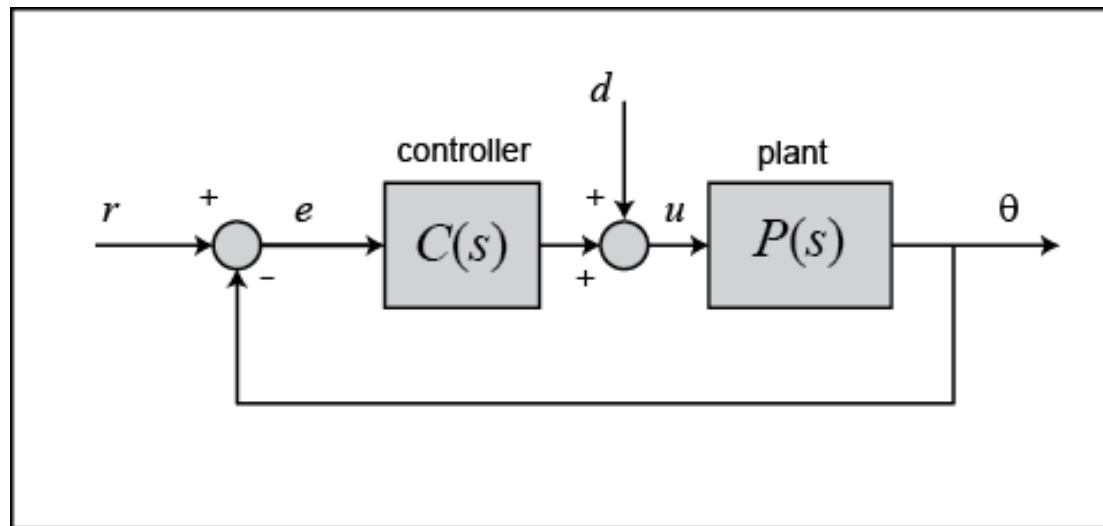 d
controller
plant
r
+
e
C(s)
+
u
P(s)
θ
−
+